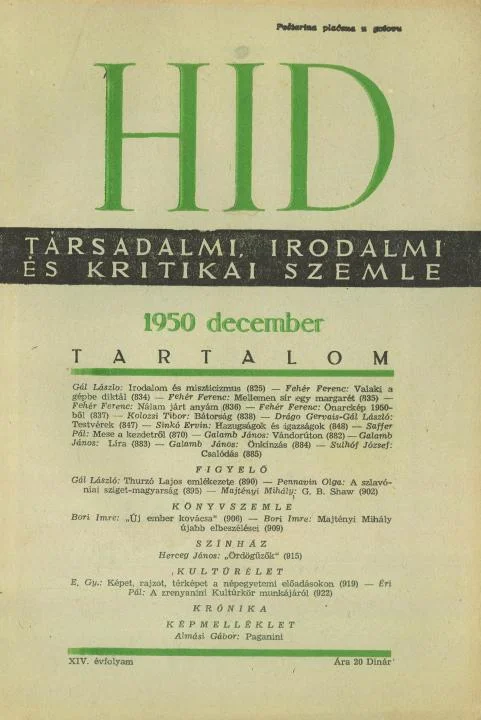 Poštarina plaćena u gotovu
HID
TÁRSADALMI, IRODALMI
ÉS KRITIKAI SZEMLE
1950 december
TARTALOM
Gál László: Irodalom és miszticizmus (825) — Fehér Ferenc: Valaki a
gépbe diktál (834) — Fehér Ferenc: Mellemen sír egy margarét (835) —
Fehér Ferenc: Nálam járt anyám (836) — Fehér Ferenc: Önarckép 1950-
ből (837) — Kolozsi Tibor: Bátorság (838) — Drágo Gervais-Gál László:
Testvérek (847) — Sinkó Ervin: Hazugságok és igazságok (848) — Saffer
Pál: Mese a kezdetről (870) — Galamb János: Vándorúton (882) — Galamb
János: Líra (883) — Galamb János: Önkínzás (884) — Sulhóf József:
Csalódás (885)
FIGYELŐ
Gál László: Thurzó Lajos emlékezete (890) — Pennavin Olga: A szlavó-
niai sziget-magyarság (895) — Majtényi Mihály: G. B. Shaw (902)
KÖNYVSZEMLE
Bori Imre: „Új ember kovácsa" (906) — Bori Imre: Majtényi Mihály
újabb elbeszélései (909)
SZÍNHÁZ
Herceg János: „Ördögűzők" (915)
KULTÚRÉLET
E. Gy.: Képet, rajzot, térképet a népegyetemi előadásokon (919) — Éri
Pál: A zrenyanini Kultúrkör munkájáról (922)
KRÓNIKA
KÉPMELLÉKLET
Almási Gábor: Paganini
XIV. évfolyam Ára 20 Dinár